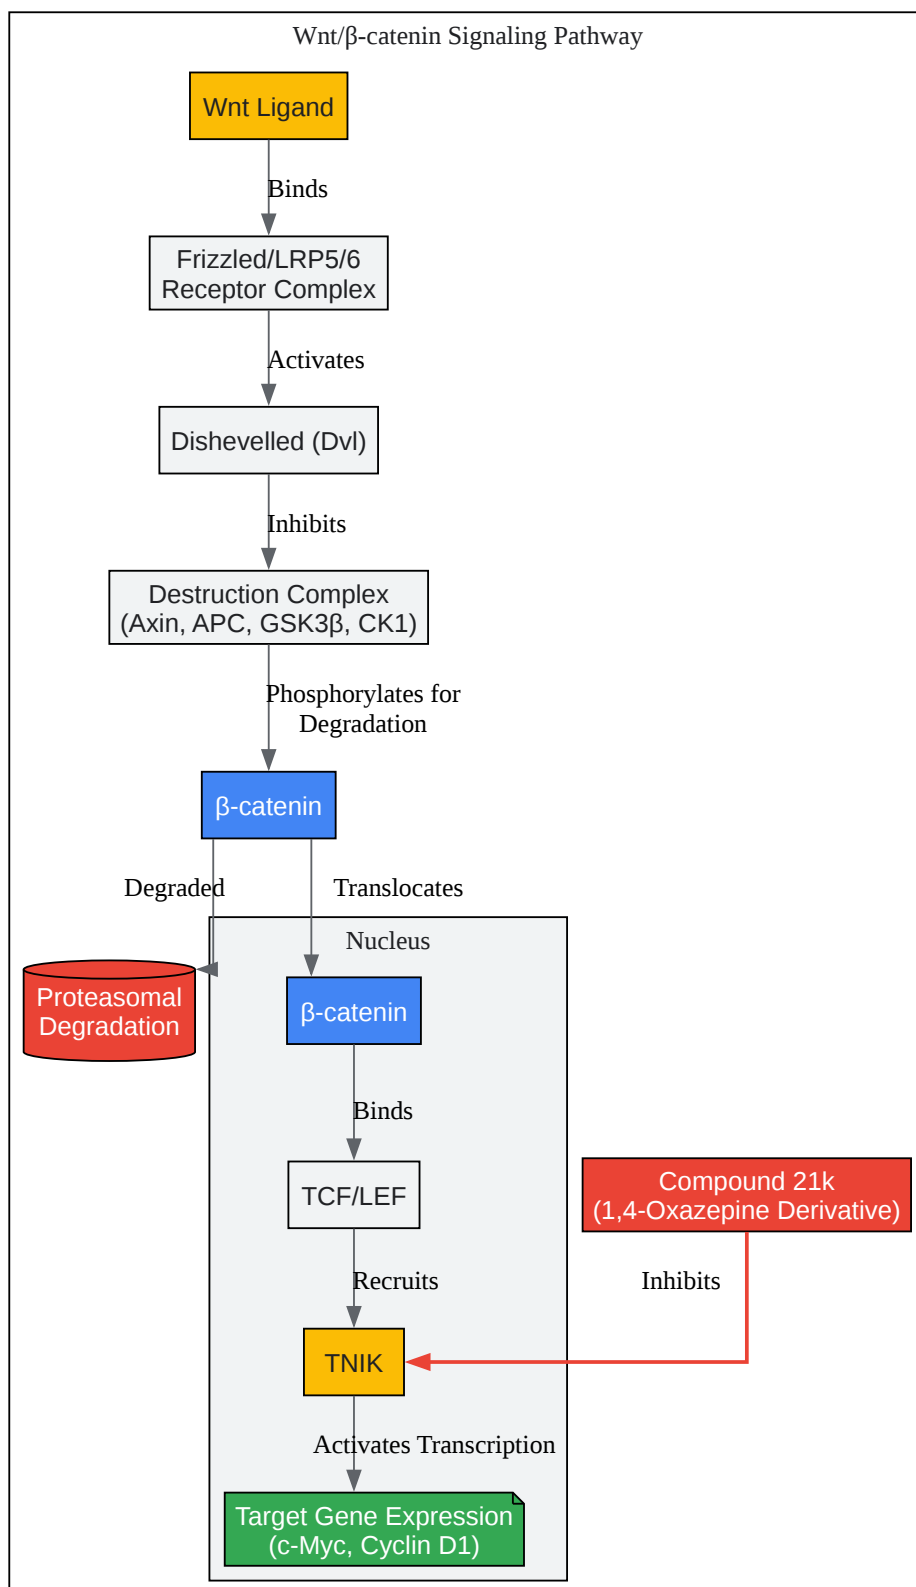 Wnt/β-catenin Signaling Pathway
Wnt Ligand
Binds
Frizzled/LRP5/6
Receptor Complex
Activates
Dishevelled (Dvl)
Inhibits
Destruction Complex
(Axin, APC, GSK3β, CK1)
Phosphorylates for
Degradation
β-catenin
Degraded
Translocates
Nucleus
Proteasomal
Degradation
β-catenin
Binds
TCF/LEF
Compound 21k
(1,4-Oxazepine Derivative)
Recruits
Inhibits
TNIK
Activates Transcription
Target Gene Expression
(c-Myc, Cyclin D1)